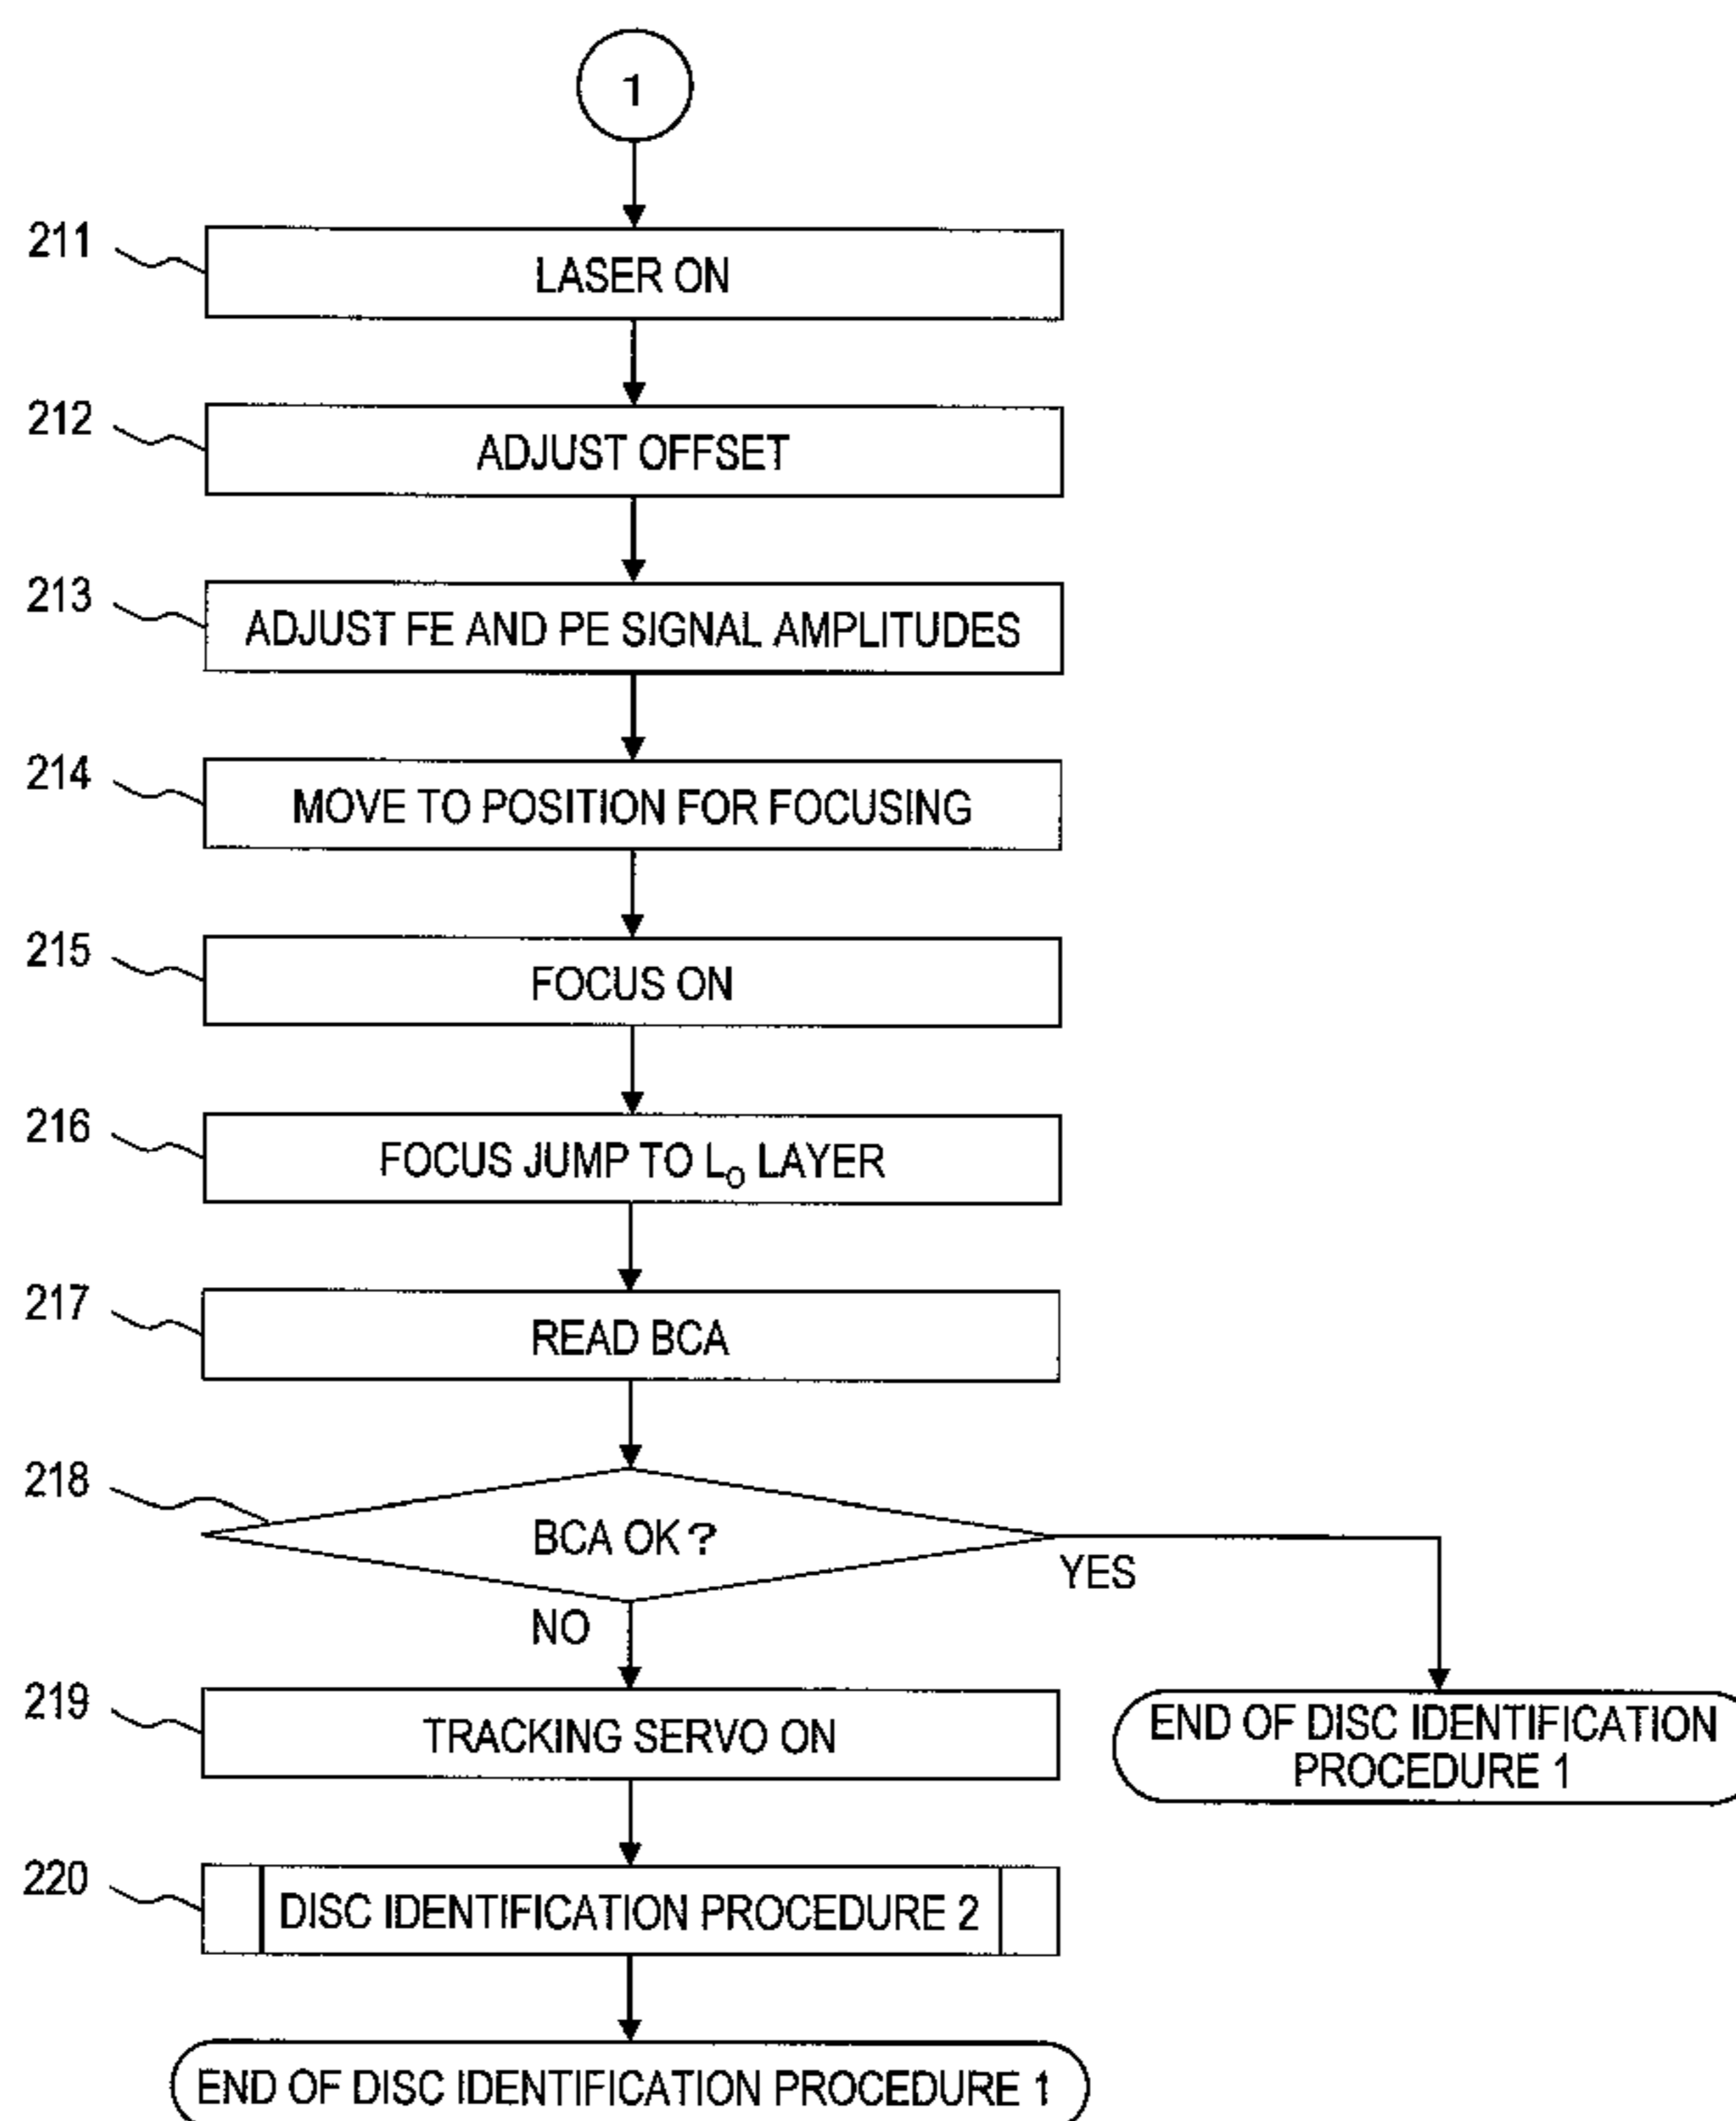 1
211
LASER ON
212
ADJUST OFFSET
213
ADJUST FE AND PE SIGNAL AMPLITUDES
214
MOVE TO POSITION FOR FOCUSING
215
FOCUS ON
216
FOCUS JUMP TO L₀ LAYER
217
READ BCA
218
BCA OK ?
YES
NO
219
TRACKING SERVO ON
END OF DISC IDENTIFICATION
PROCEDURE 1
220
DISC IDENTIFICATION PROCEDURE 2
END OF DISC IDENTIFICATION PROCEDURE 1